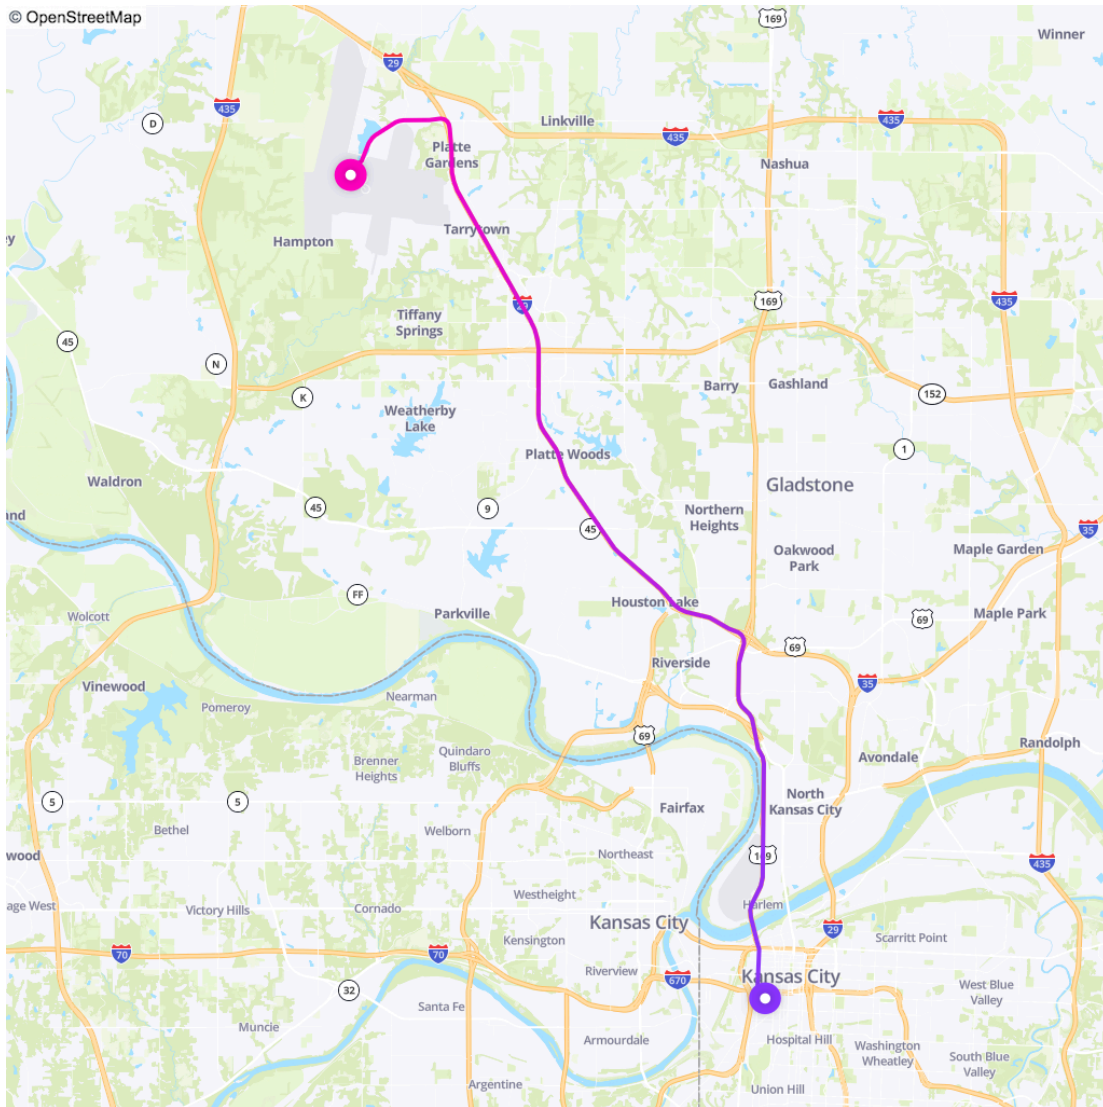 © OpenStreetMap
169
Winner
29
435
D
Linkville
435
435
Platte
Gardens
Nashua
Tarrytown
Hampton
169
435
29
Tiffany
Springs
45
N
K
Barry
Gashland
152
Weatherby
Lake
Platte Woods
1
Waldron
Gladstone
45
9
Northern
Heights
45
35
Oakwood
Park
Maple Garden
FF
Houston Lake
Wolcott
Parkville
69
Maple Park
69
Riverside
Vinewood
35
Nearman
Pomeroy
69
Randolph
Quindaro
Bluffs
Brenner
Heights
Avondale
5
5
North
Kansas City
Fairfax
Bethel
Welborn
wood
Northeast
169
435
Westheight
age West
Victory Hills
Cornado
Harlem
Kansas City
29
Kensington
Scarritt Point
70
70
Riverview
670
Kansas City
32
West Blue
Valley
Santa Fe
Muncie
Armourdale
Hospital Hill
Washington
Wheatley
South Blue
Valley
Argentine
Union Hill